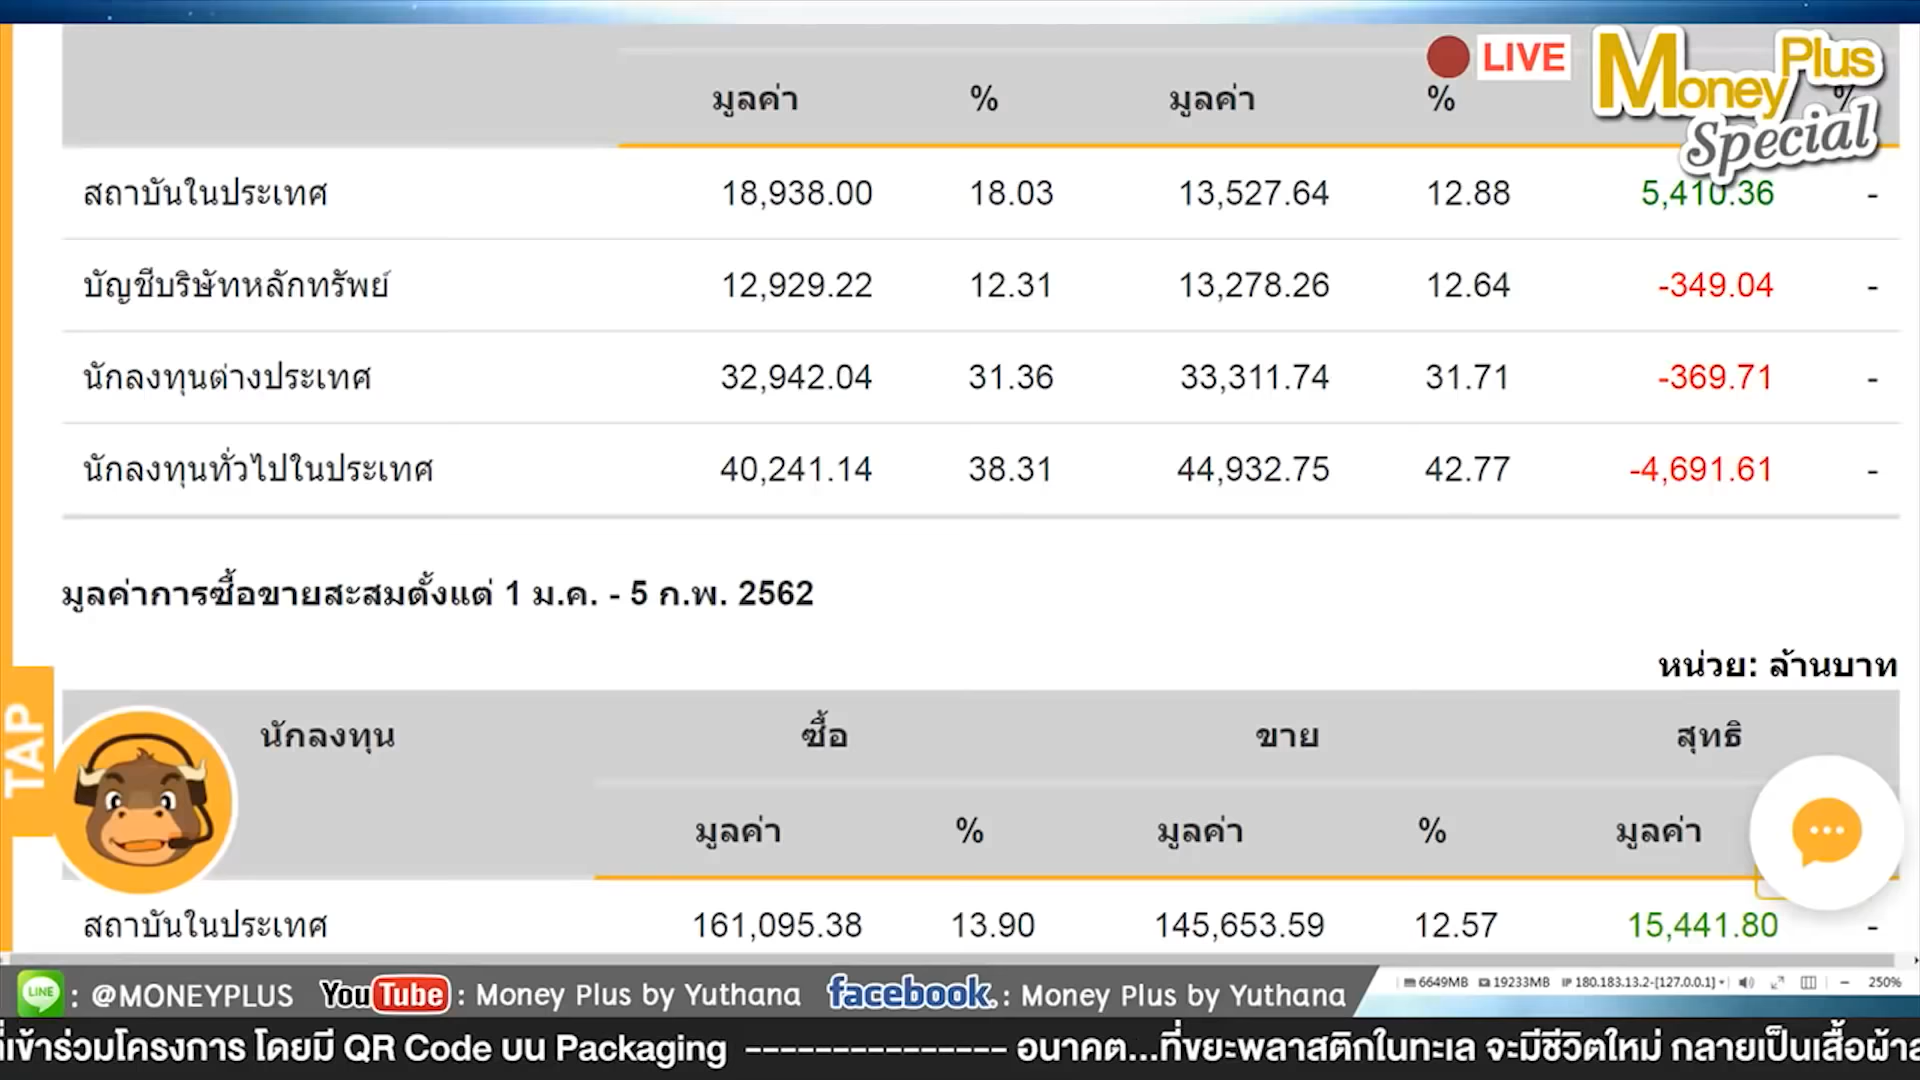 มูลค่า % มูลค่า % %
LIVE
Money Plus Special
สถาบันในประเทศ 18,938.00 18.03 13,527.64 12.88 5,410.36 -
บัญชีบริษัทหลักทรัพย์ 12,929.22 12.31 13,278.26 12.64 -349.04 -
นักลงทุนต่างประเทศ 32,942.04 31.36 33,311.74 31.71 -369.71 -
นักลงทุนทั่วไปในประเทศ 40,241.14 38.31 44,932.75 42.77 -4,691.61 -
มูลค่าการซื้อขายสะสมตั้งแต่ 1 ม.ค. - 5 ก.พ. 2562
หน่วย: ล้านบาท
TAP
นักลงทุน ซื้อ ขาย สุทธิ
มูลค่า % มูลค่า % มูลค่า
สถาบันในประเทศ 161,095.38 13.90 145,653.59 12.57 15,441.80 -
LINE : @MONEYPLUS YouTube : Money Plus by Yuthana facebook. : Money Plus by Yuthana
6649MB 19233MB IP 180.183.13.2-[127.0.0.1] 250%
ที่เข้าร่วมโครงการ โดยมี QR Code บน Packaging --------------- อนาคต...ที่ขยะพลาสติกในทะเล จะมีชีวิตใหม่ กลายเป็นเสื้อผ้า